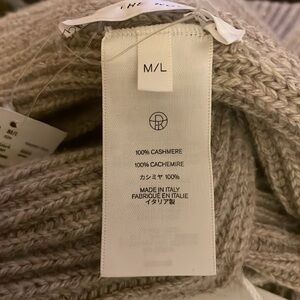 M/L
100% CASHMERE
100% CACHEMIRE
カシミヤ 100%
MADE IN ITALY
FABRIQUÉ EN ITALIE
イタリア製
M/L